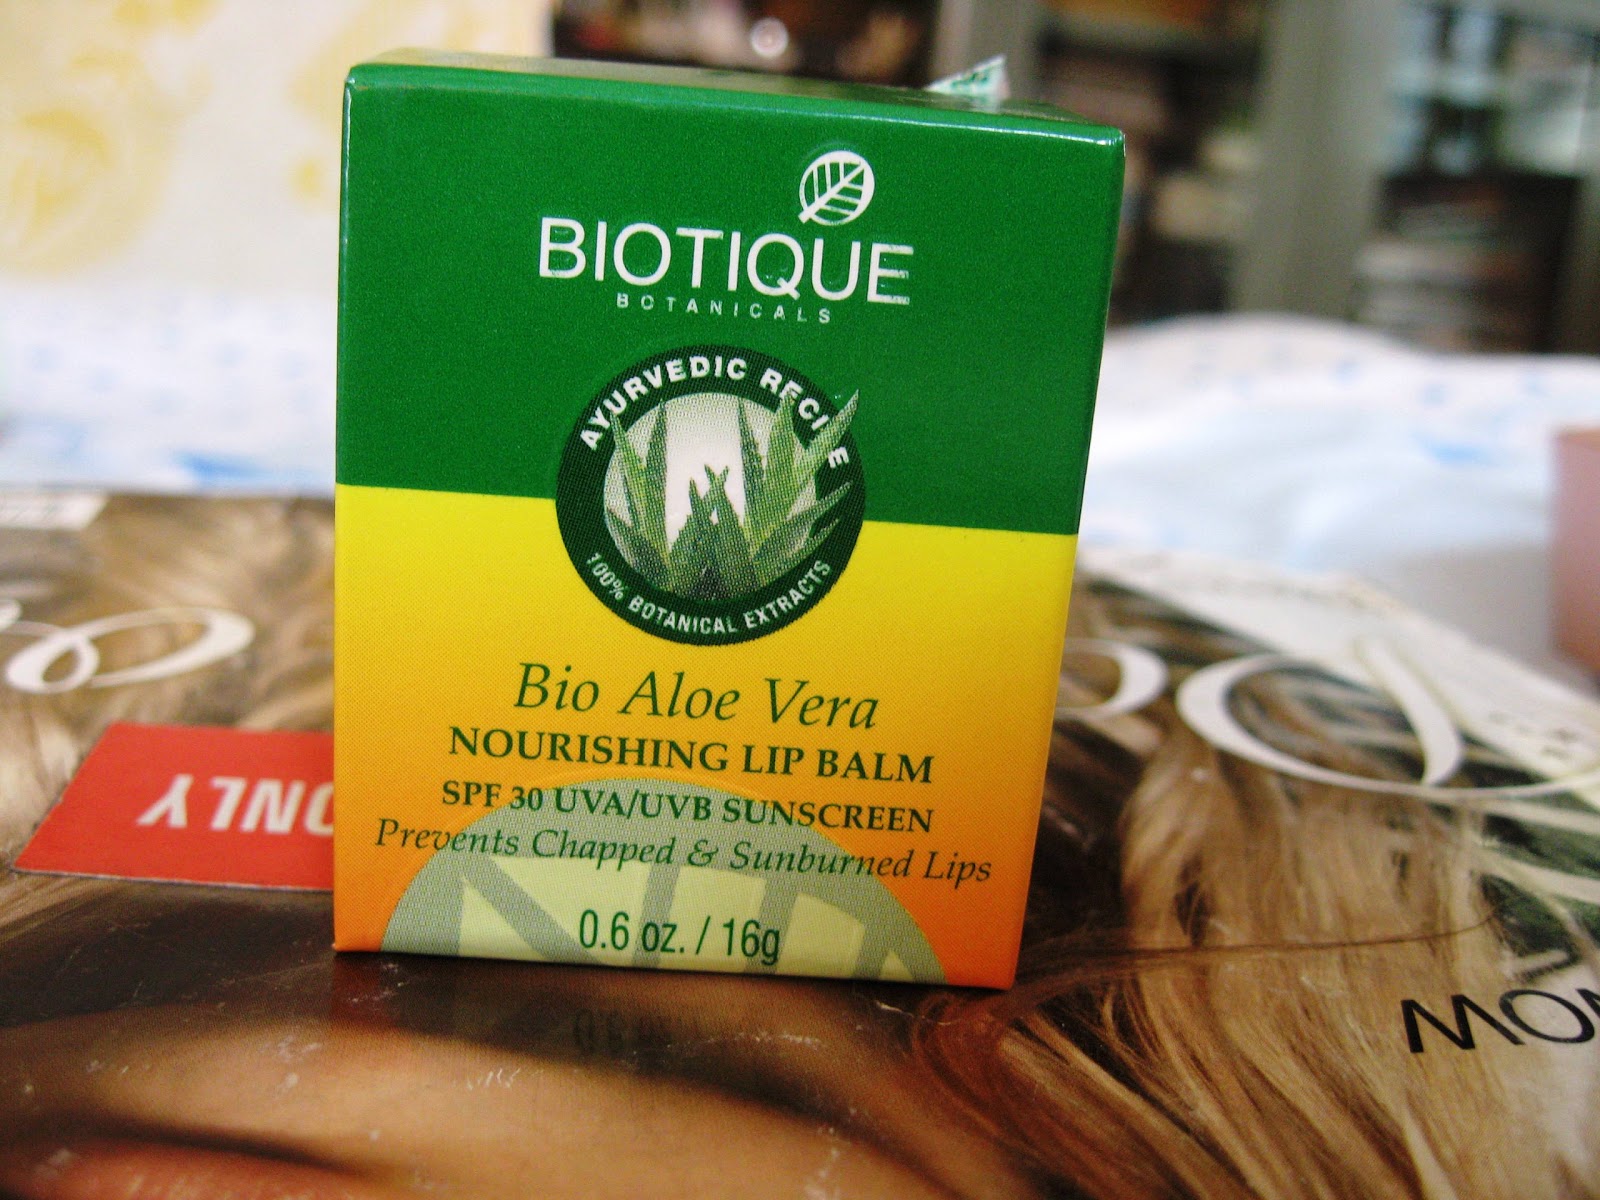 BIOTIQUE
BOTANICALS
AYURVEDIC RECIPE
100% BOTANICAL EXTRACTS
Bio Aloe Vera
NOURISHING LIP BALM
SPF 30 UVA/UVB SUNSCREEN
Prevents Chapped & Sunburned Lips
0.6 oz. / 16g
ONLY